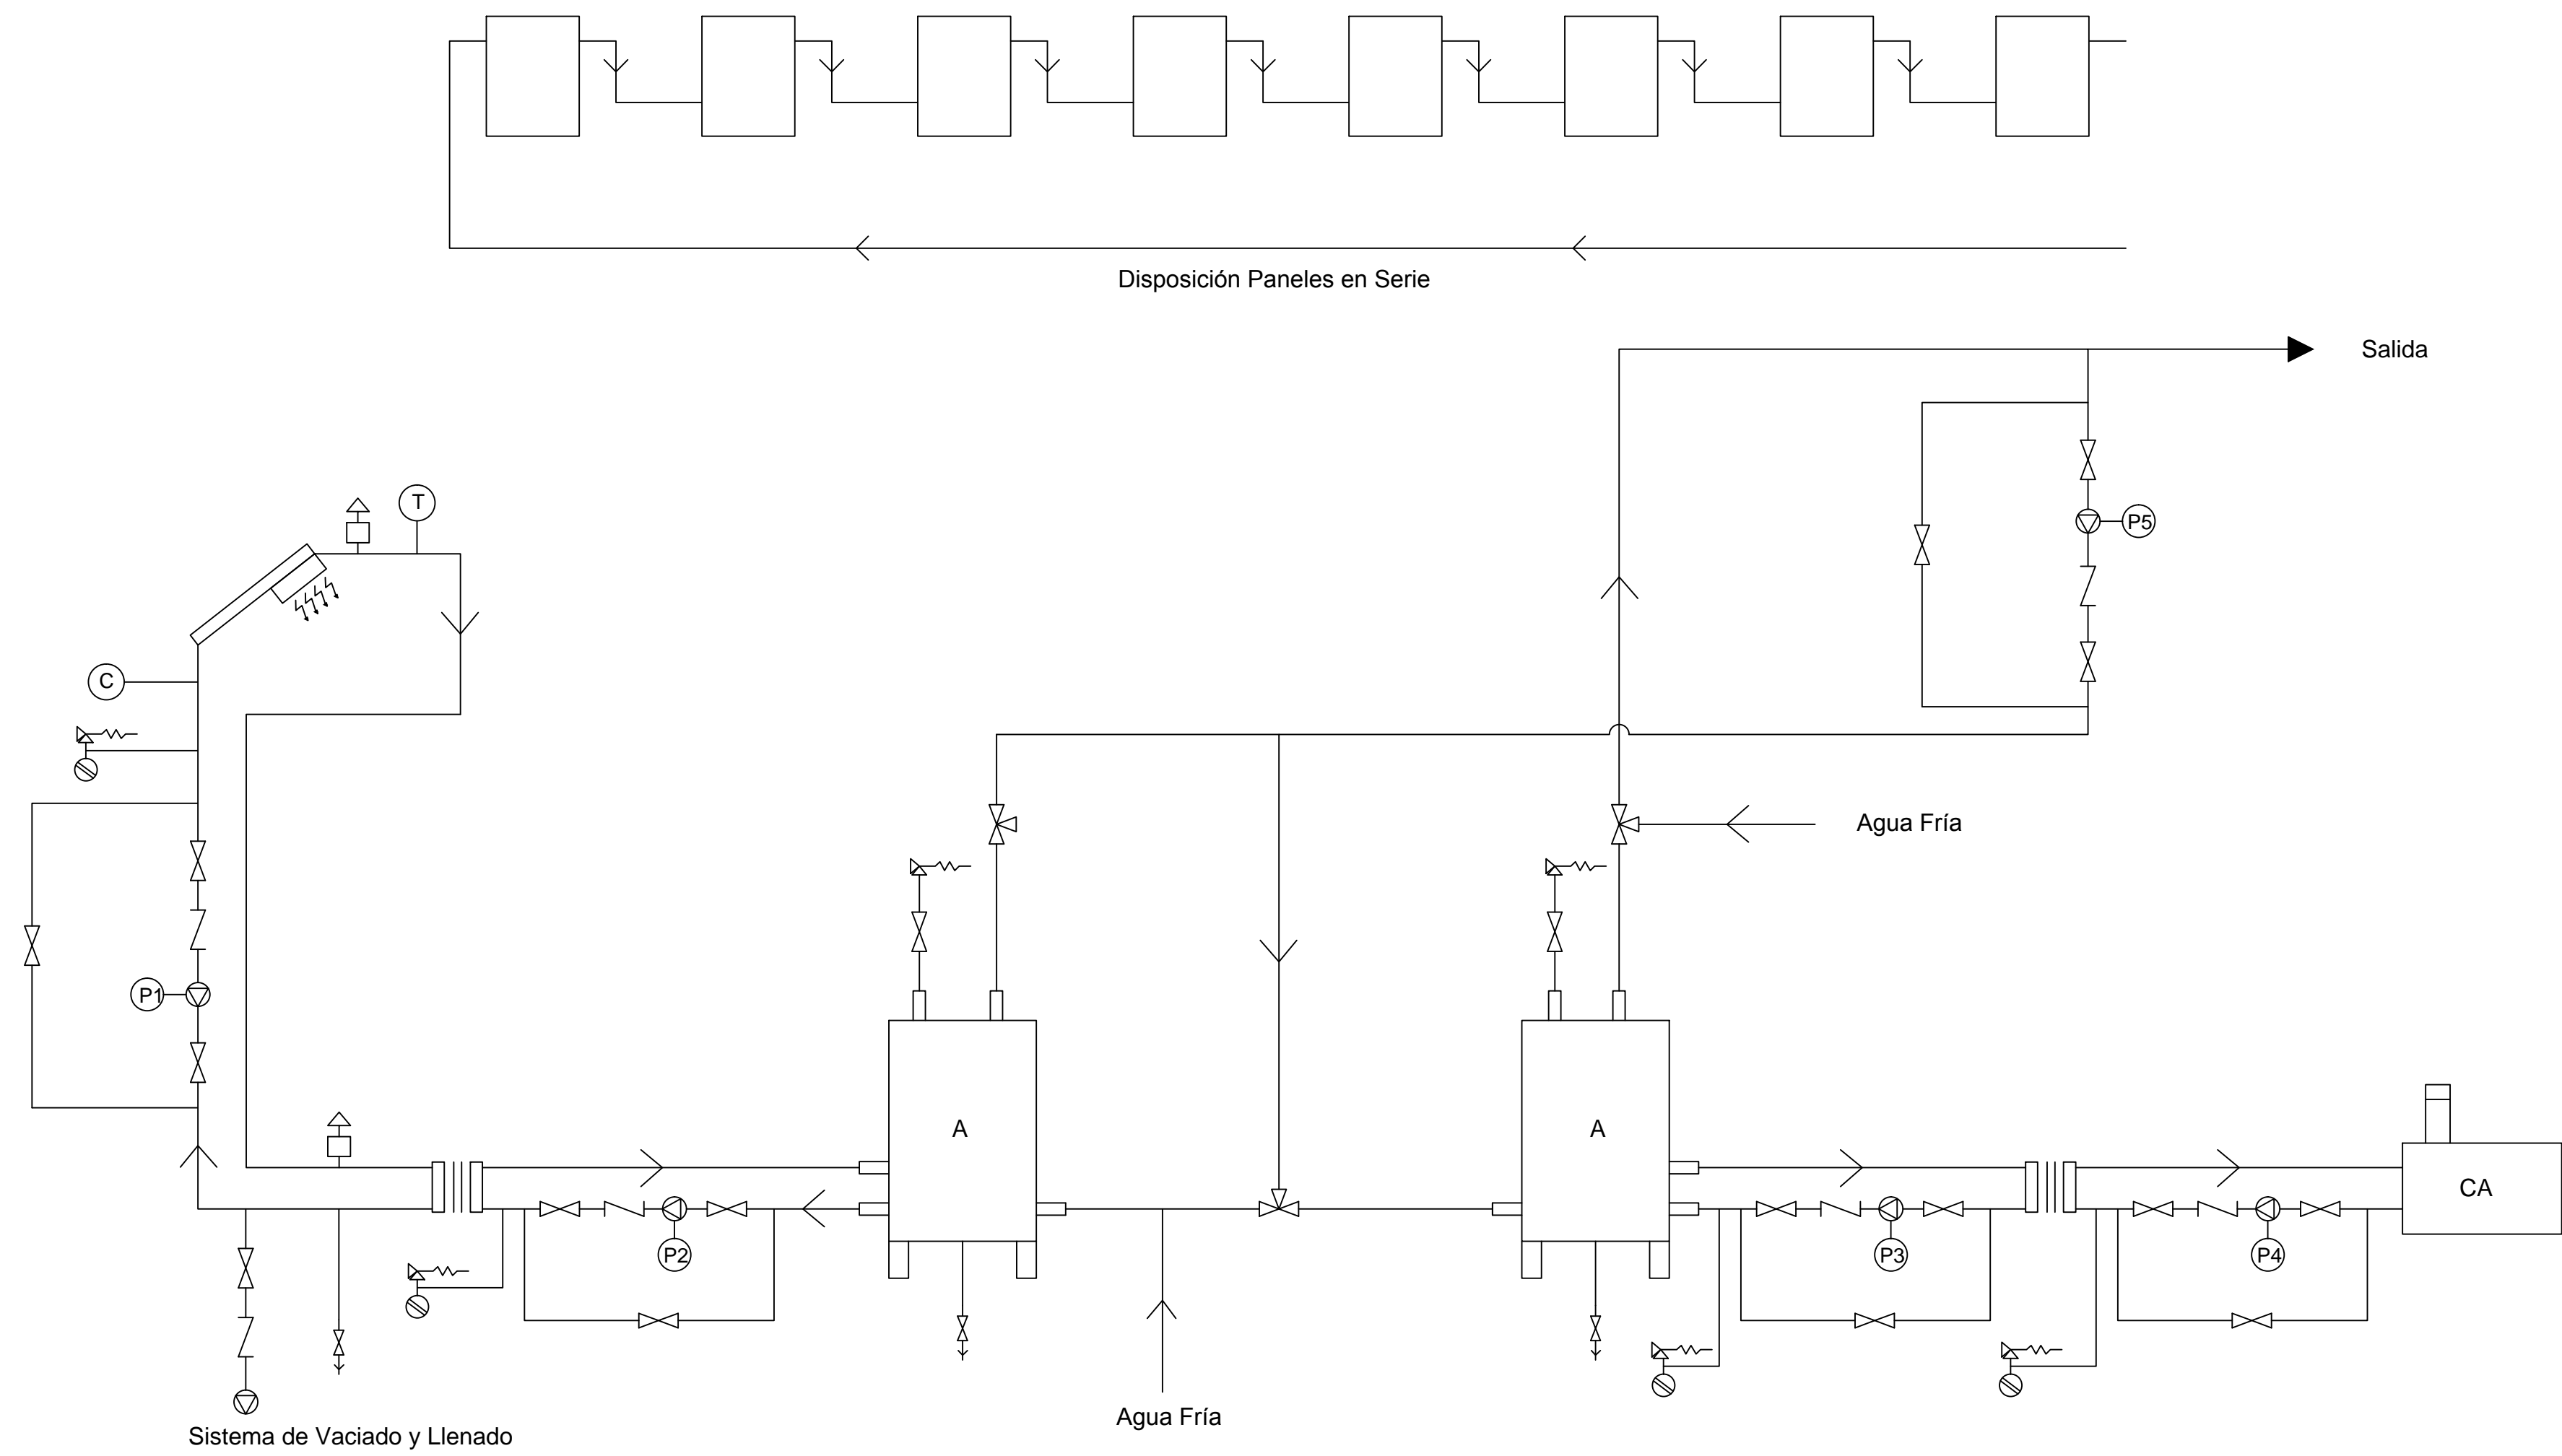 Disposición Paneles en Serie
Salida
T
P5
C
Agua Fría
P1
A
A
CA
P2
P3
P4
Agua Fría
Sistema de Vaciado y Llenado